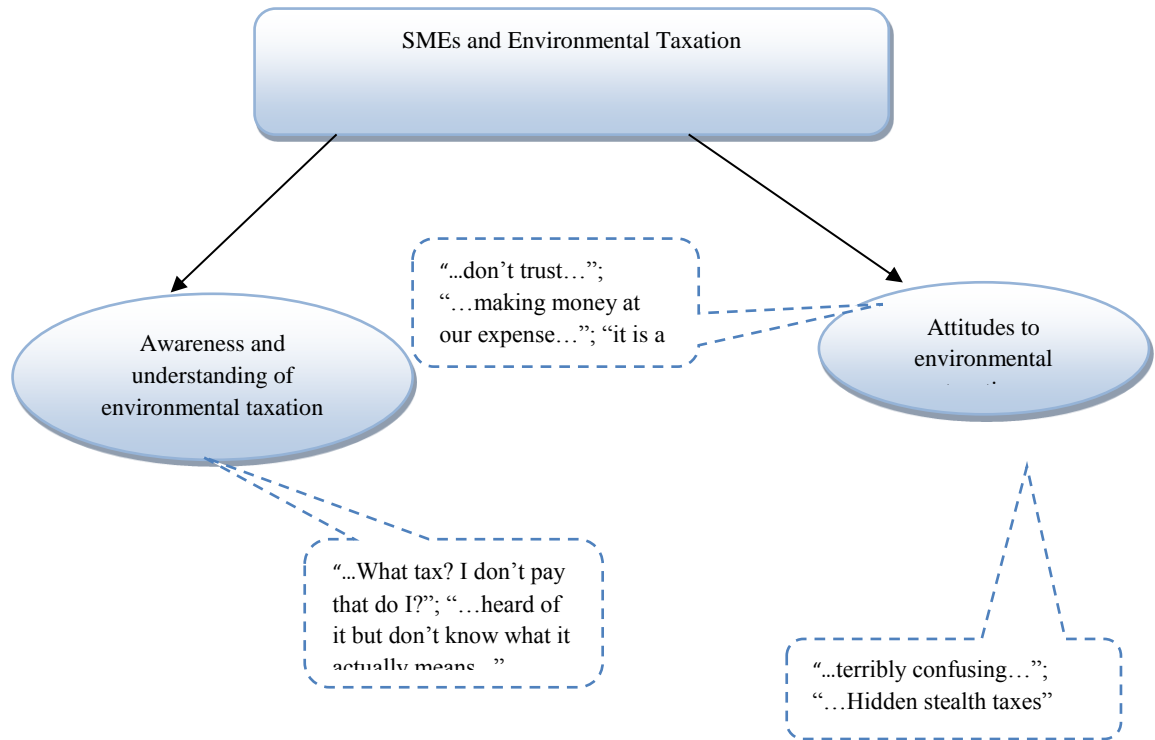 SMEs and Environmental Taxation
“…don’t trust…”;
“…making money at
our expense…”; “it is a
Awareness and
understanding of
environmental taxation
Attitudes to
environmental
“…What tax? I don’t pay
that do I?”; “…heard of
it but don’t know what it
actually means…”
“…terribly confusing…”;
“…Hidden stealth taxes”